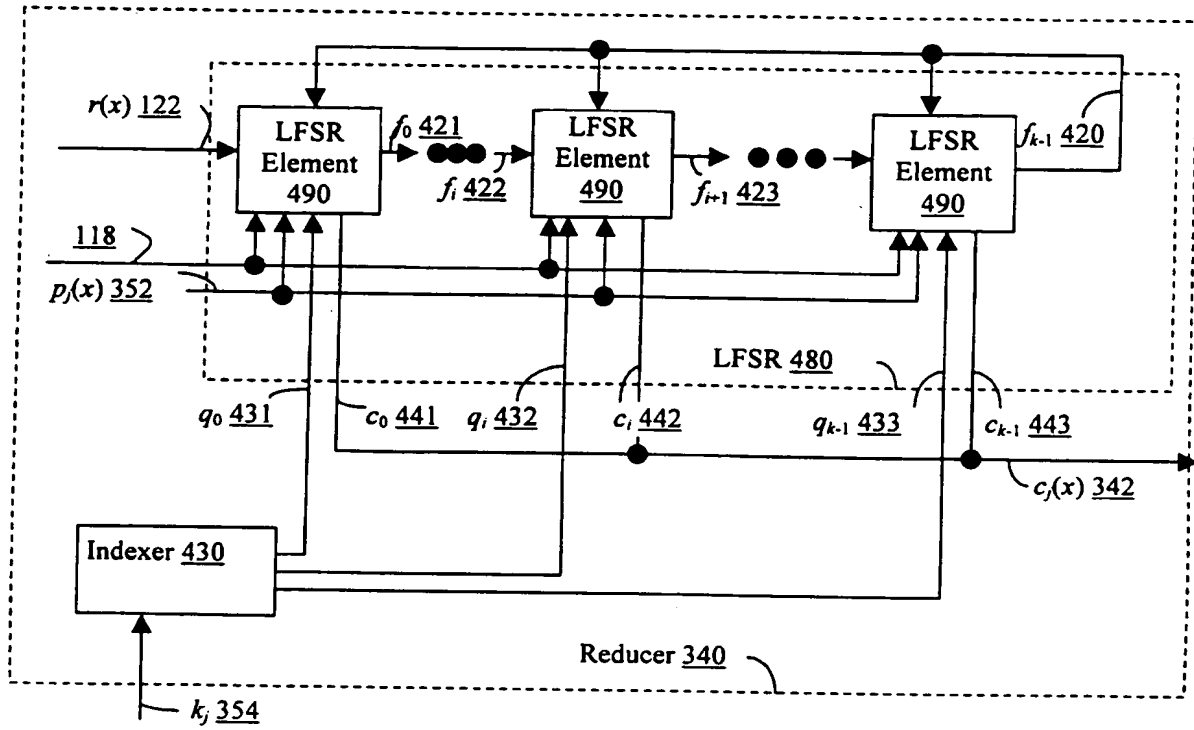 r(x) 122
LFSR
Element
490
f₀ 421
fᵢ 422
LFSR
Element
490
fᵢ₊₁ 423
LFSR
Element
490
fₖ₋₁ 420
118
pⱼ(x) 352
LFSR 480
q₀ 431
c₀ 441
qᵢ 432
cᵢ 442
qₖ₋₁ 433
cₖ₋₁ 443
cⱼ(x) 342
Indexer 430
Reducer 340
kⱼ 354